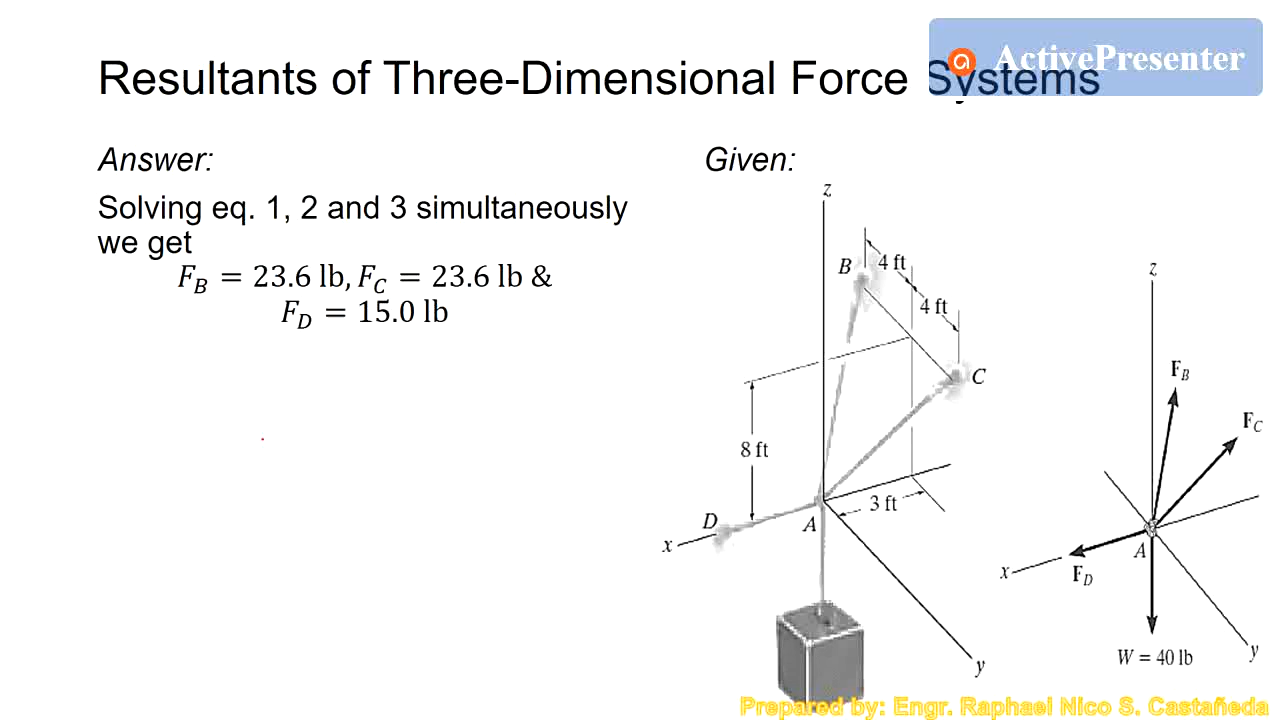 Resultants of Three-Dimensional Force Systems
ActivePresenter
Answer:
Given:
Solving eq. 1, 2 and 3 simultaneously
we get
F_B = 23.6 lb, F_C = 23.6 lb &
F_D = 15.0 lb
z
B
4 ft
4 ft
C
8 ft
3 ft
D
A
x
y
z
F_B
F_C
A
x
F_D
W = 40 lb
y
Prepared by: Engr. Raphael Nico S. Castañeda